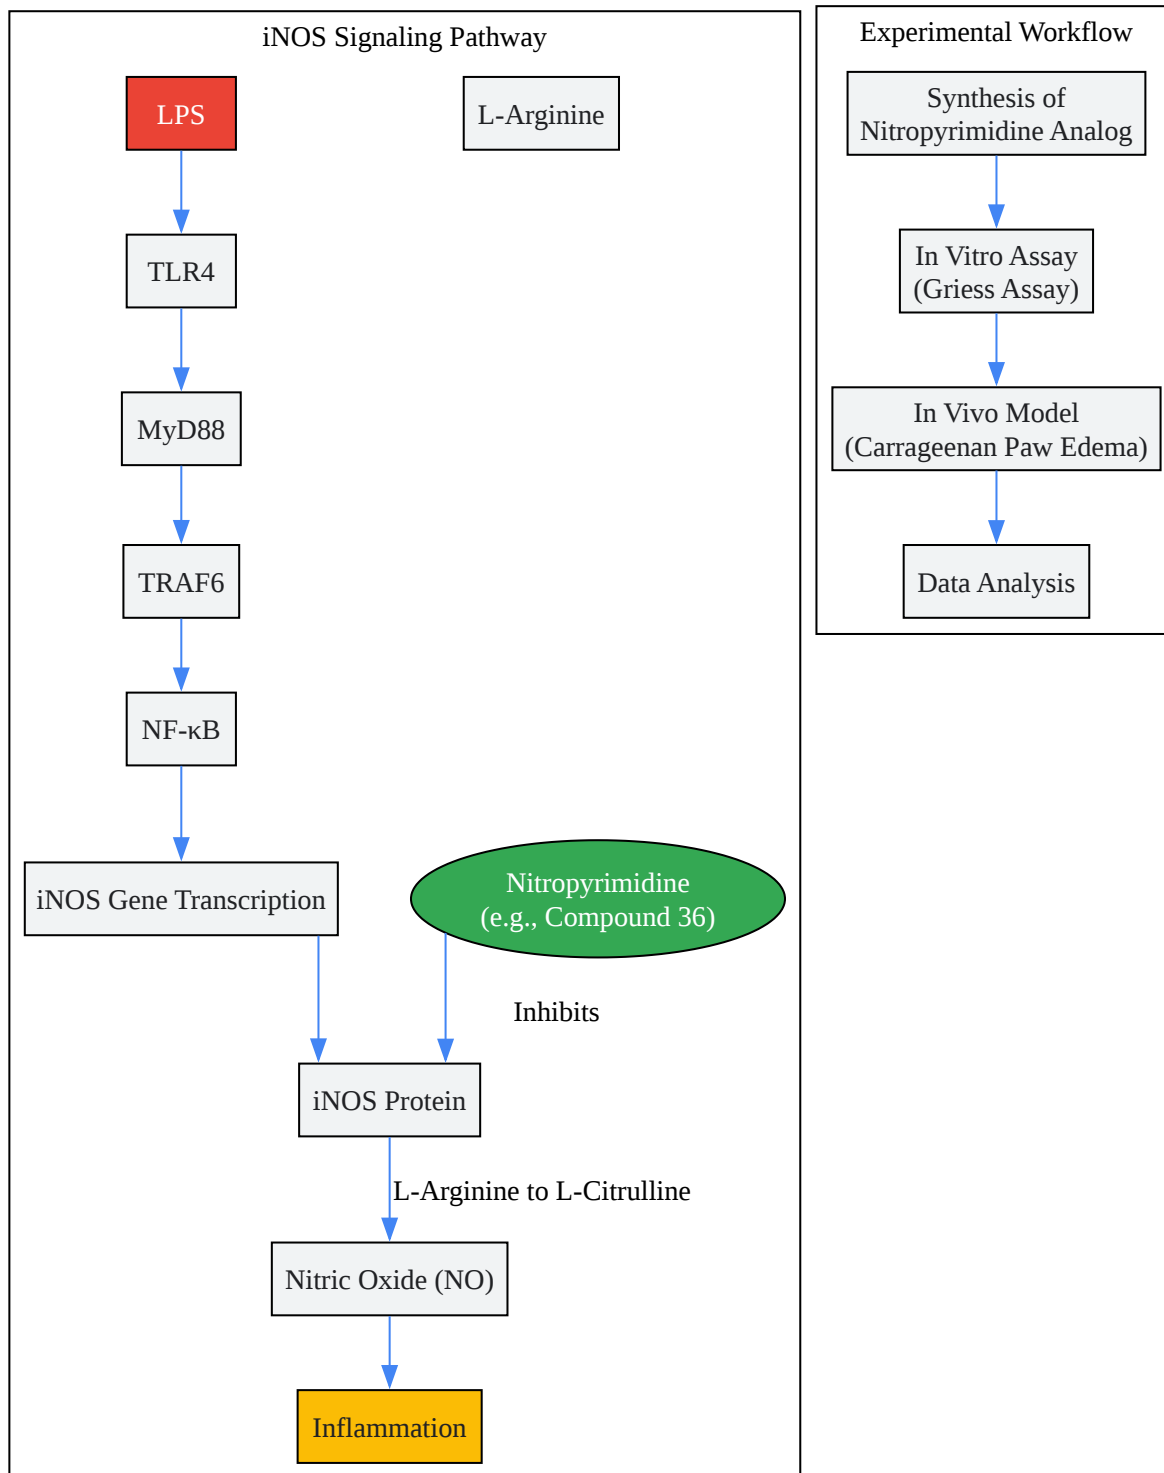 iNOS Signaling Pathway
LPS
L-Arginine
TLR4
MyD88
TRAF6
NF-κB
iNOS Gene Transcription
Nitropyrimidine
(e.g., Compound 36)
Inhibits
iNOS Protein
L-Arginine to L-Citrulline
Nitric Oxide (NO)
Inflammation
Experimental Workflow
Synthesis of
Nitropyrimidine Analog
In Vitro Assay
(Griess Assay)
In Vivo Model
(Carrageenan Paw Edema)
Data Analysis